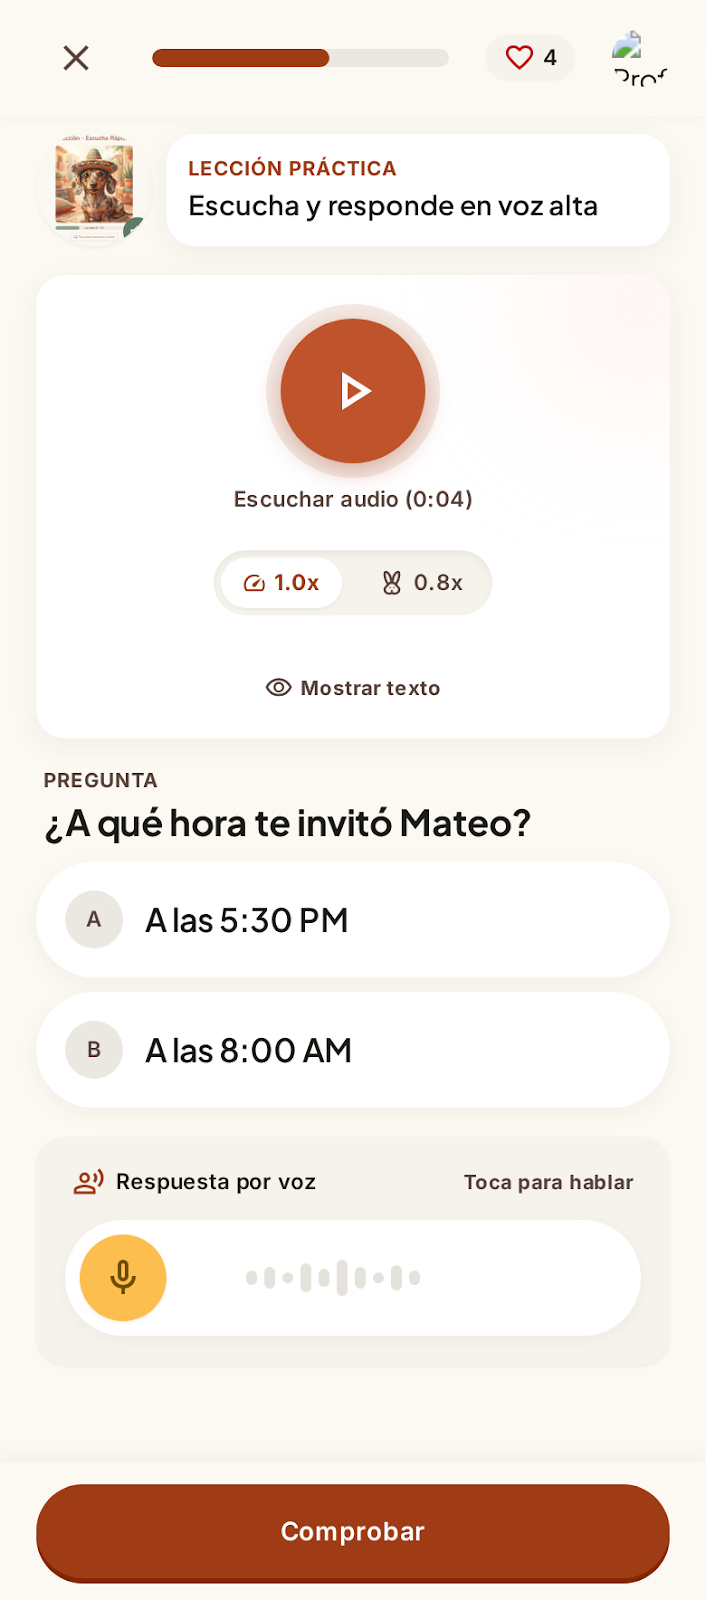 4
Prof
LECCIÓN PRÁCTICA
Escucha y responde en voz alta
Escuchar audio (0:04)
1.0x
0.8x
Mostrar texto
PREGUNTA
¿A qué hora te invitó Mateo?
A
A las 5:30 PM
B
A las 8:00 AM
Respuesta por voz
Toca para hablar
Comprobar